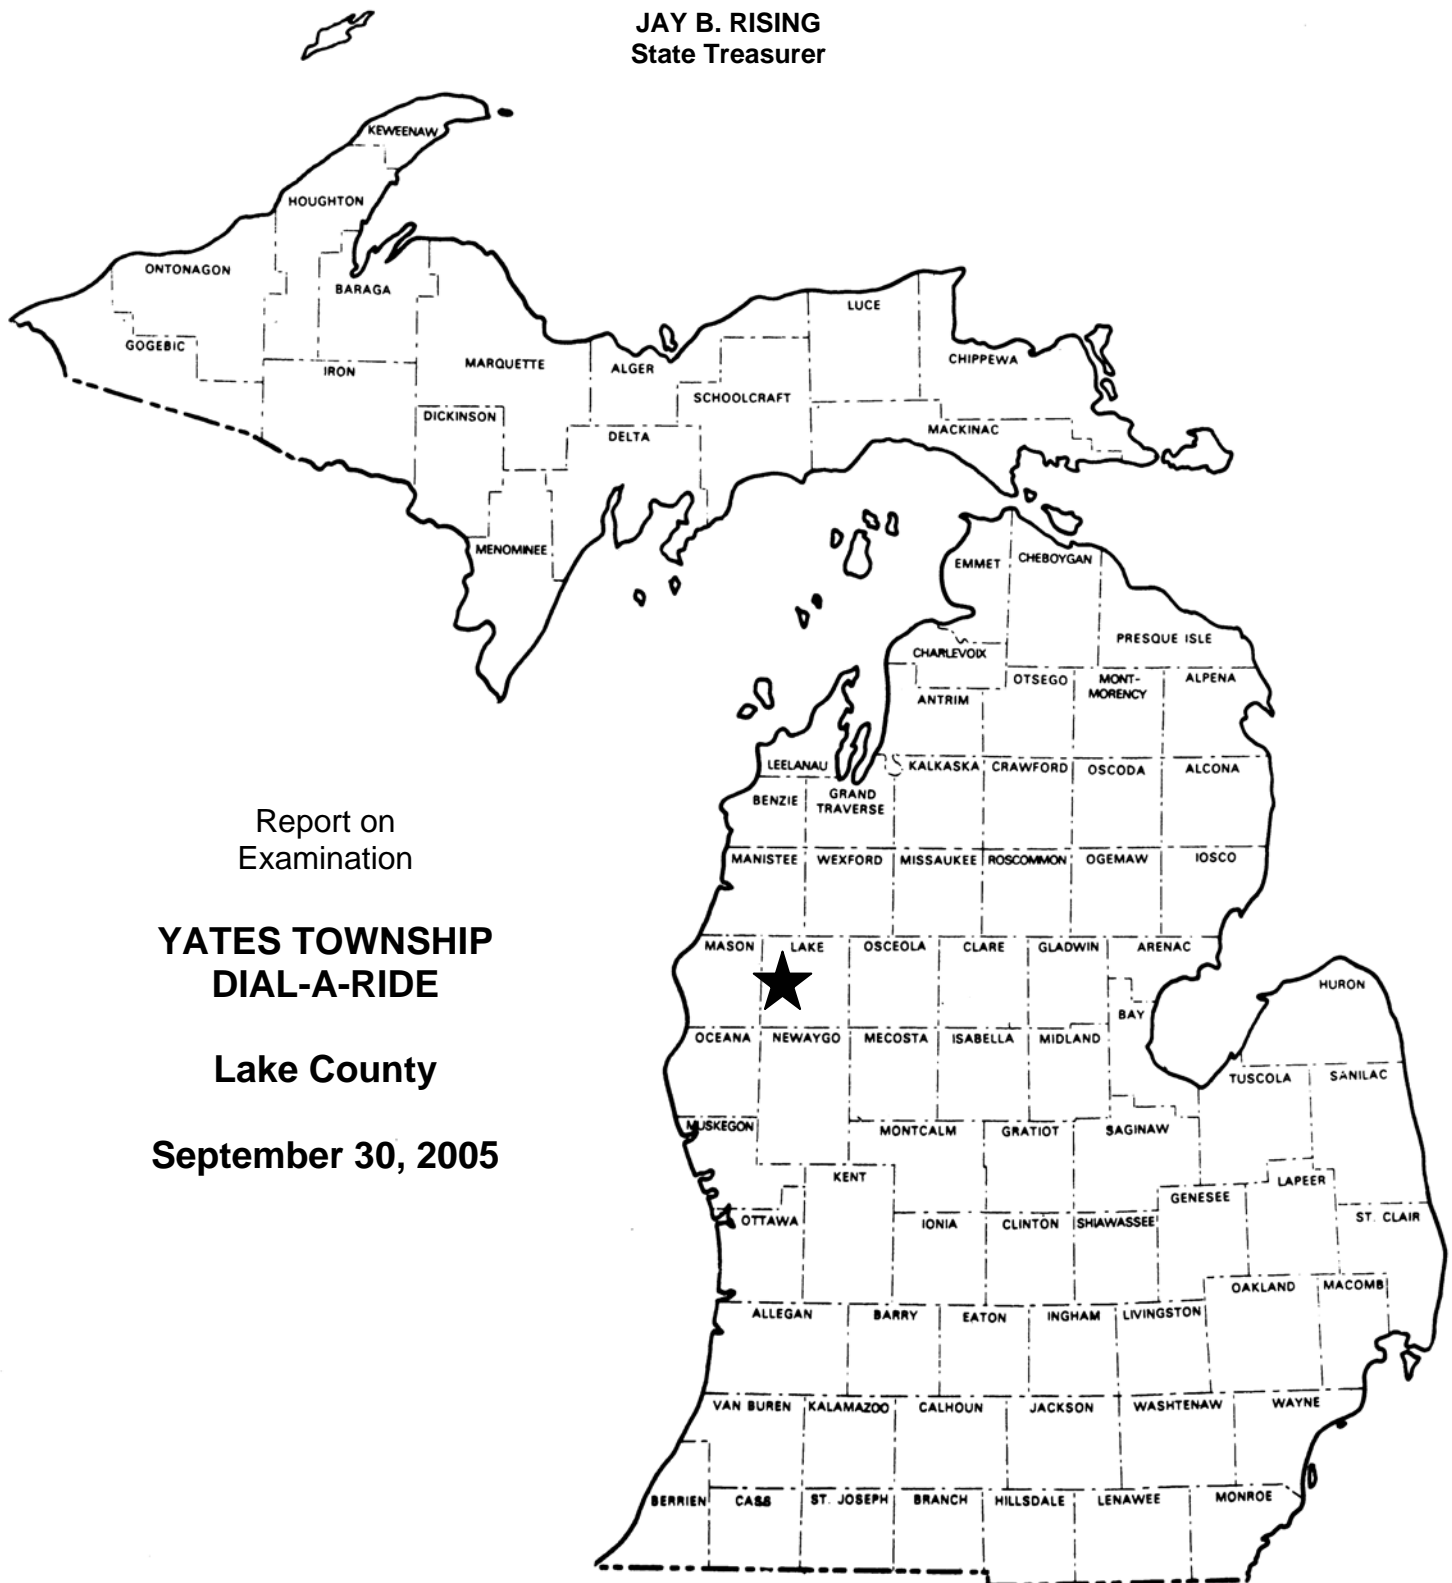 JAY B. RISING
State Treasurer
KEWEENAW
HOUGHTON
ONTONAGON
BARAGA
LUCE
GOGEBIC
IRON
MARQUETTE
ALGER
CHIPPEWA
SCHOOLCRAFT
DICKINSON
DELTA
MACKINAC
MENOMINEE
EMMET
CHEBOYGAN
PRESQUE ISLE
CHARLEVOIX
OTSEGO
MONT-
MORENCY
ALPENA
ANTRIM
LEELANAU
KALKASKA
CRAWFORD
OSCODA
ALCONA
BENZIE
GRAND
TRAVERSE
Report on
Examination
MANISTEE
WEXFORD
MISSAUKEE
ROSCOMMON
OGEMAW
IOSCO
YATES TOWNSHIP
DIAL-A-RIDE
MASON
LAKE
OSCEOLA
CLARE
GLADWIN
ARENAC
HURON
BAY
Lake County
OCEANA
NEWAYGO
MECOSTA
ISABELLA
MIDLAND
TUSCOLA
SANILAC
September 30, 2005
MUSKEGON
MONTCALM
GRATIOT
SAGINAW
KENT
GENESEE
LAPEER
OTTAWA
IONIA
CLINTON
SHIAWASSEE
ST. CLAIR
OAKLAND
MACOMB
ALLEGAN
BARRY
EATON
INGHAM
LIVINGSTON
VAN BUREN
KALAMAZOO
CALHOUN
JACKSON
WASHTENAW
WAYNE
BERRIEN
CASS
ST. JOSEPH
BRANCH
HILLSDALE
LENAWEE
MONROE